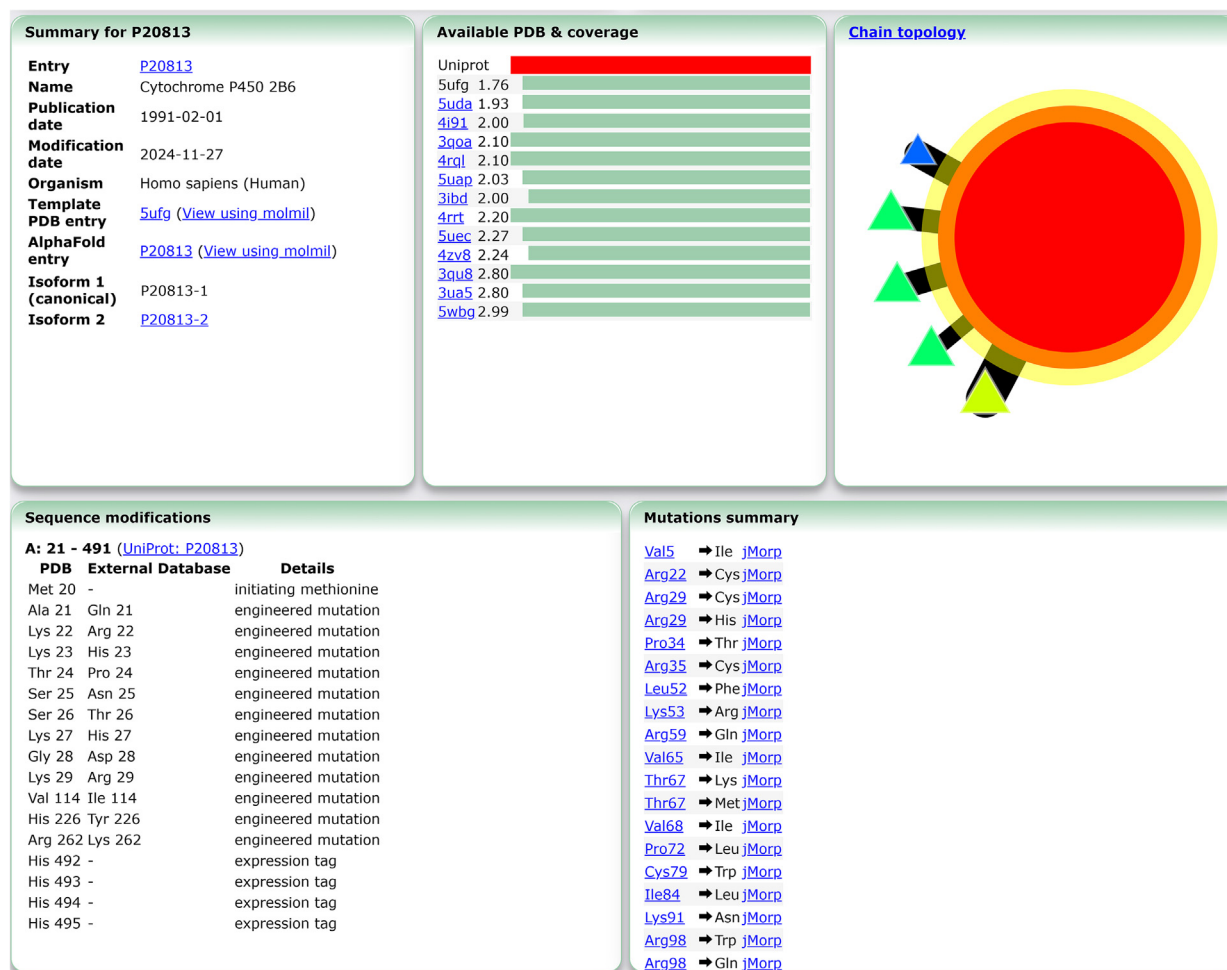 Summary for P20813
Entry P20813
Name Cytochrome P450 2B6
Publication date 1991-02-01
Modification date 2024-11-27
Organism Homo sapiens (Human)
Template PDB entry 5ufg (View using molmil)
AlphaFold entry P20813 (View using molmil)
Isoform 1 (canonical) P20813-1
Isoform 2 P20813-2
Available PDB & coverage
Uniprot
5ufg 1.76
5uda 1.93
4i91 2.00
3qoa 2.10
4rql 2.10
5uap 2.03
3ibd 2.00
4rrt 2.20
5uec 2.27
4zv8 2.24
3qu8 2.80
3ua5 2.80
5wbg 2.99
Chain topology
Sequence modifications
A: 21 - 491 (UniProt: P20813)
PDB External Database Details
Met 20 - initiating methionine
Ala 21 Gln 21 engineered mutation
Lys 22 Arg 22 engineered mutation
Lys 23 His 23 engineered mutation
Thr 24 Pro 24 engineered mutation
Ser 25 Asn 25 engineered mutation
Ser 26 Thr 26 engineered mutation
Lys 27 His 27 engineered mutation
Gly 28 Asp 28 engineered mutation
Lys 29 Arg 29 engineered mutation
Val 114 Ile 114 engineered mutation
His 226 Tyr 226 engineered mutation
Arg 262 Lys 262 engineered mutation
His 492 - expression tag
His 493 - expression tag
His 494 - expression tag
His 495 - expression tag
Mutations summary
Val5 ➡ Ile jMorp
Arg22 ➡ Cys jMorp
Arg29 ➡ Cys jMorp
Arg29 ➡ His jMorp
Pro34 ➡ Thr jMorp
Arg35 ➡ Cys jMorp
Leu52 ➡ Phe jMorp
Lys53 ➡ Arg jMorp
Arg59 ➡ Gln jMorp
Val65 ➡ Ile jMorp
Thr67 ➡ Lys jMorp
Thr67 ➡ Met jMorp
Val68 ➡ Ile jMorp
Pro72 ➡ Leu jMorp
Cys79 ➡ Trp jMorp
Ile84 ➡ Leu jMorp
Lys91 ➡ Asn jMorp
Arg98 ➡ Trp jMorp
Arg98 ➡ Gln jMorp